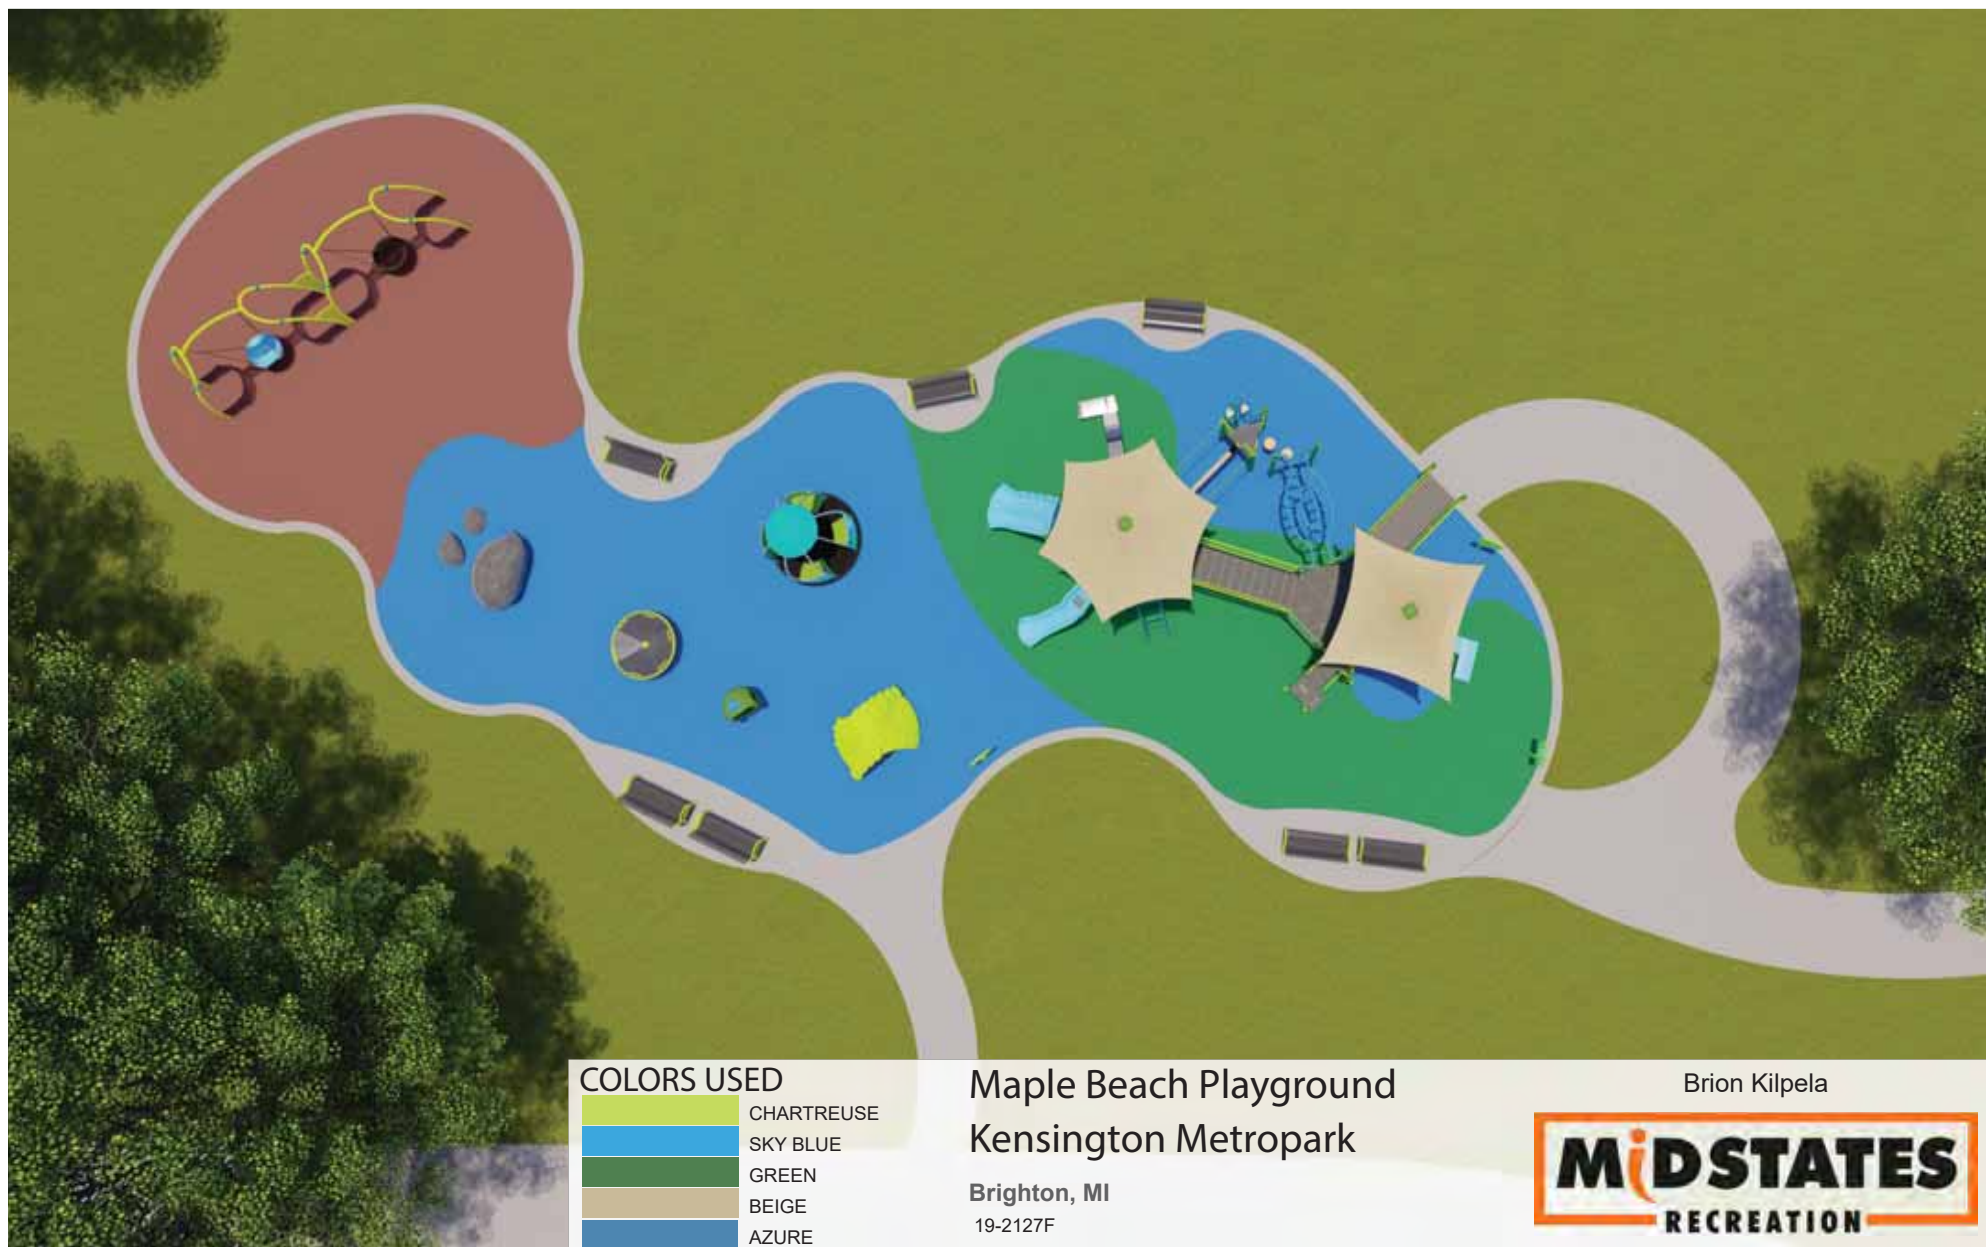 COLORS USED
CHARTREUSE
SKY BLUE
GREEN
BEIGE
AZURE
Maple Beach Playground
Kensington Metropark
Brighton, MI
19-2127F
Brion Kilpela
MiDSTATES
RECREATION